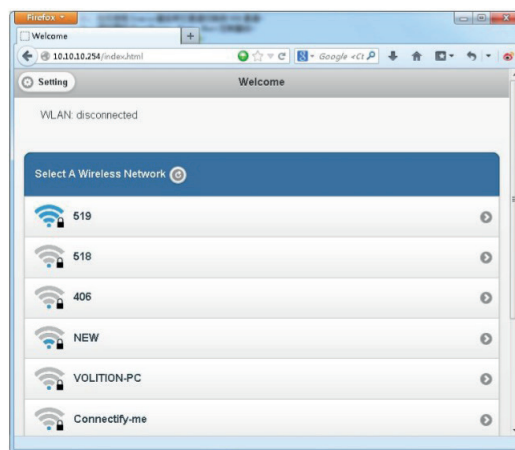 Firefox
Welcome
10.10.10.254/index.html
Google <Ct
Setting
Welcome
WLAN: disconnected
Select A Wireless Network
519
518
406
NEW
VOLITION-PC
Connectify-me